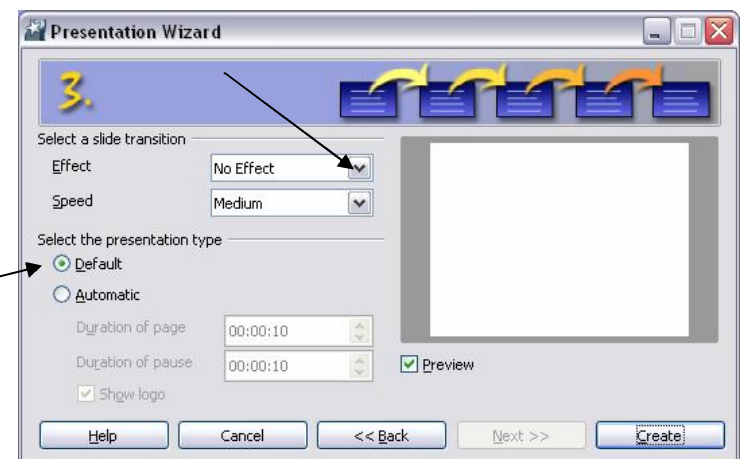 Presentation Wizard
3.
Select a slide transition
Effect No Effect
Speed Medium
Select the presentation type
Default
Automatic
Duration of page 00:00:10
Duration of pause 00:00:10
Show logo
Preview
Help Cancel << Back Next >> Create